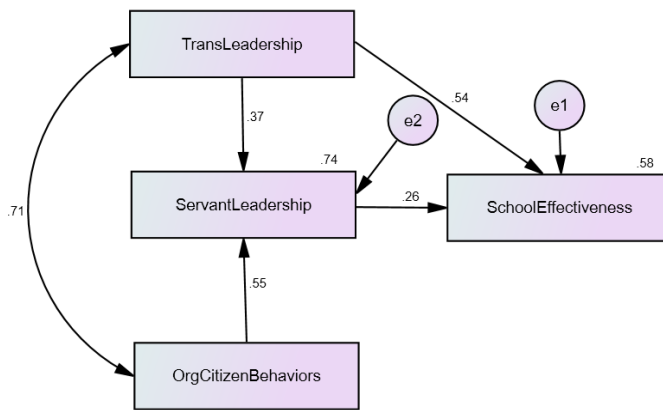 TransLeadership
.54
.37
e2
e1
.74
.58
ServantLeadership
.26
SchoolEffectiveness
.71
.55
OrgCitizenBehaviors